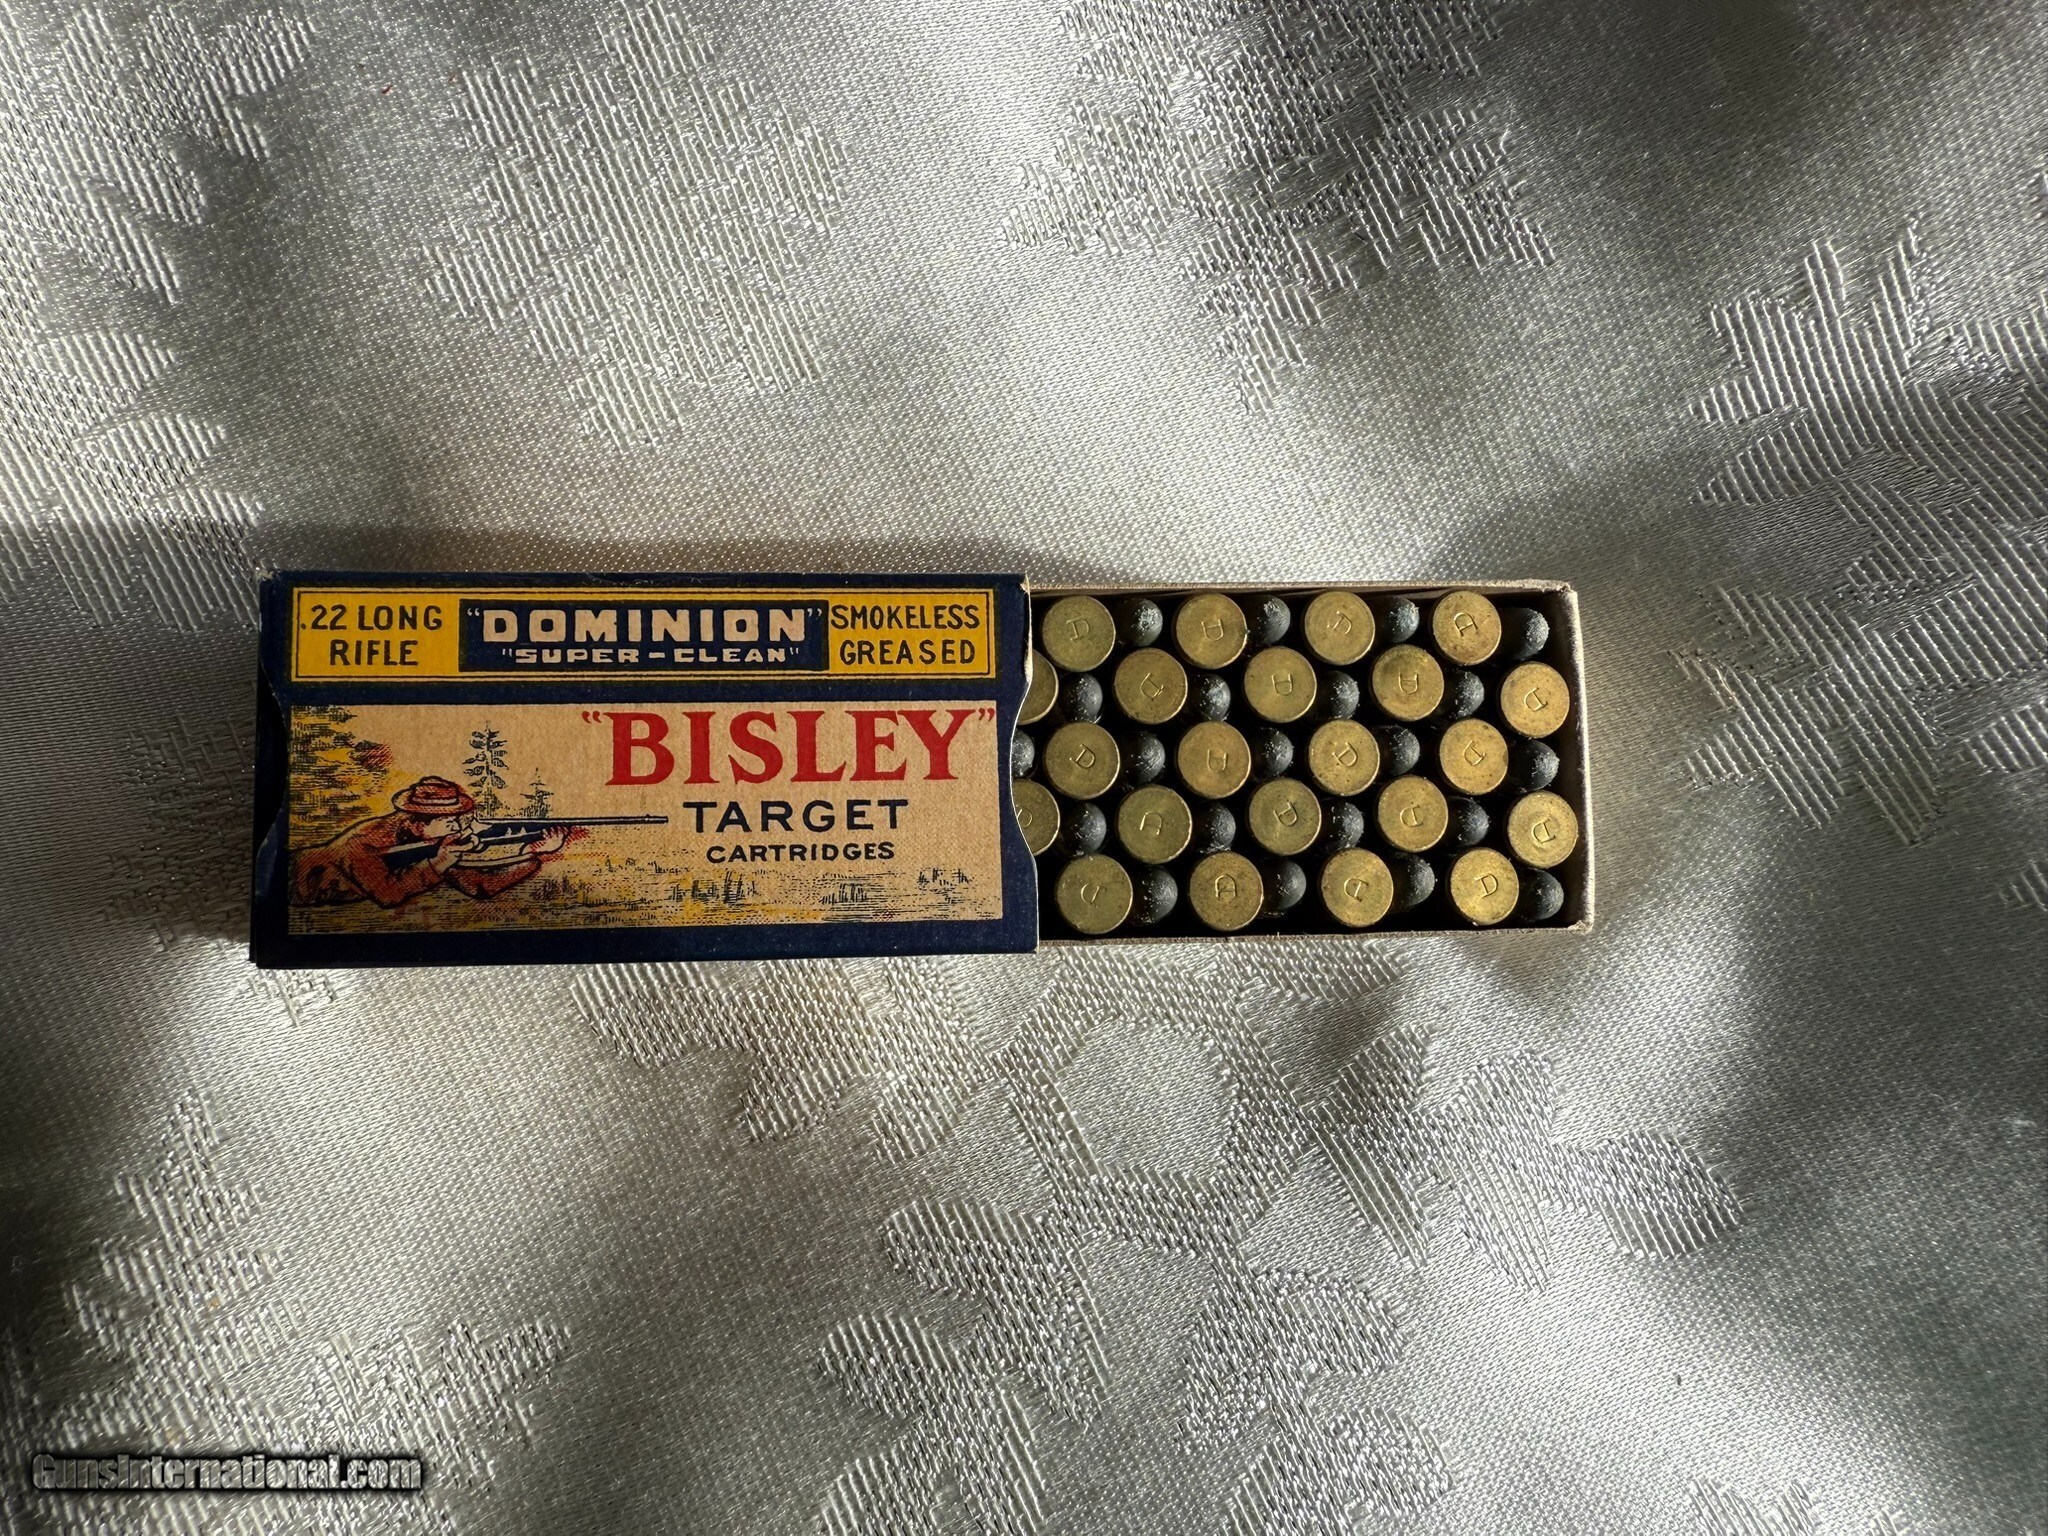 .22 LONG
RIFLE
"DOMINION"
"SUPER-CLEAN"
SMOKELESS
GREASED
"BISLEY"
TARGET
CARTRIDGES
D D D D
D D D
D D D D
D D D D
D D D D
GunsInternational.com